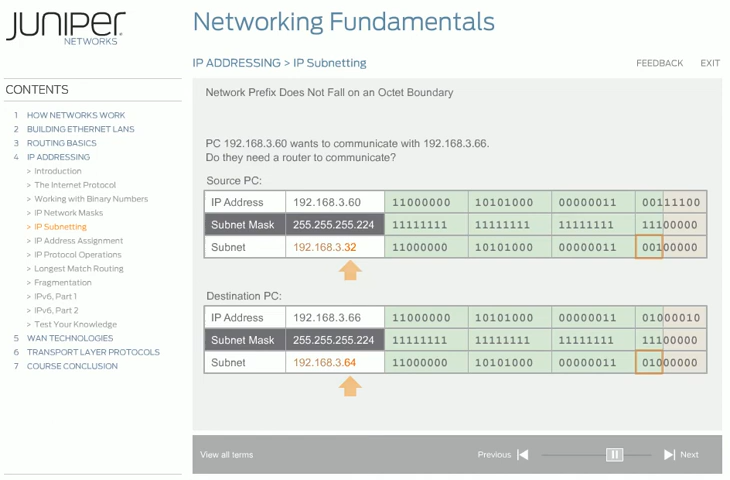 JUNIPER
NETWORKS
Networking Fundamentals
IP ADDRESSING > IP Subnetting
FEEDBACK EXIT
CONTENTS
1 HOW NETWORKS WORK
2 BUILDING ETHERNET LANS
3 ROUTING BASICS
4 IP ADDRESSING
> Introduction
> The Internet Protocol
> Working with Binary Numbers
> IP Network Masks
> IP Subnetting
> IP Address Assignment
> IP Protocol Operations
> Longest Match Routing
> Fragmentation
> IPv6, Part 1
> IPv6, Part 2
> Test Your Knowledge
5 WAN TECHNOLOGIES
6 TRANSPORT LAYER PROTOCOLS
7 COURSE CONCLUSION
Network Prefix Does Not Fall on an Octet Boundary
PC 192.168.3.60 wants to communicate with 192.168.3.66.
Do they need a router to communicate?
Source PC:
IP Address 192.168.3.60 11000000 10101000 00000011 00111100
Subnet Mask 255.255.255.224 11111111 11111111 11111111 11100000
Subnet 192.168.3.32 11000000 10101000 00000011 00100000
Destination PC:
IP Address 192.168.3.66 11000000 10101000 00000011 01000010
Subnet Mask 255.255.255.224 11111111 11111111 11111111 11100000
Subnet 192.168.3.64 11000000 10101000 00000011 01000000
View all terms
Previous Next